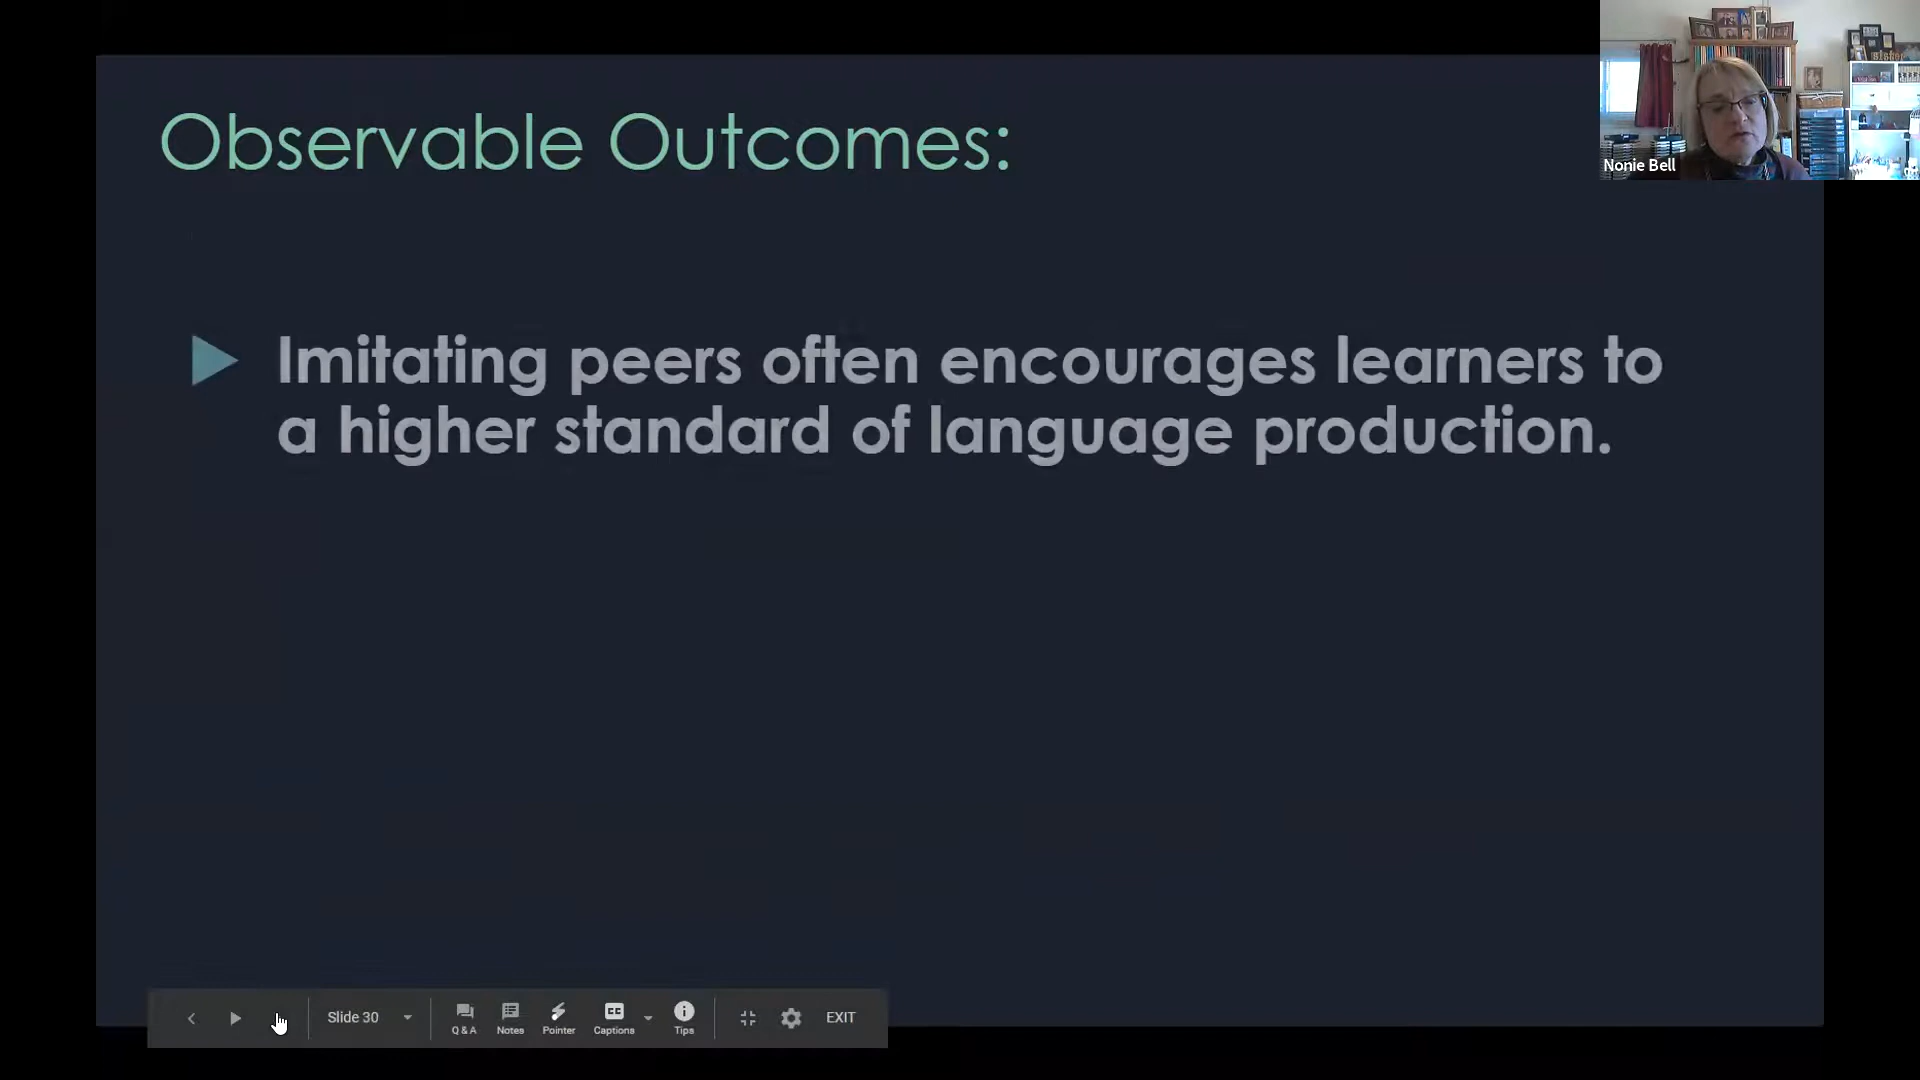 Observable Outcomes:
Nonie Bell
Imitating peers often encourages learners to
a higher standard of language production.
Slide 30
Q & A
Notes
Pointer
CC
Captions
Tips
EXIT